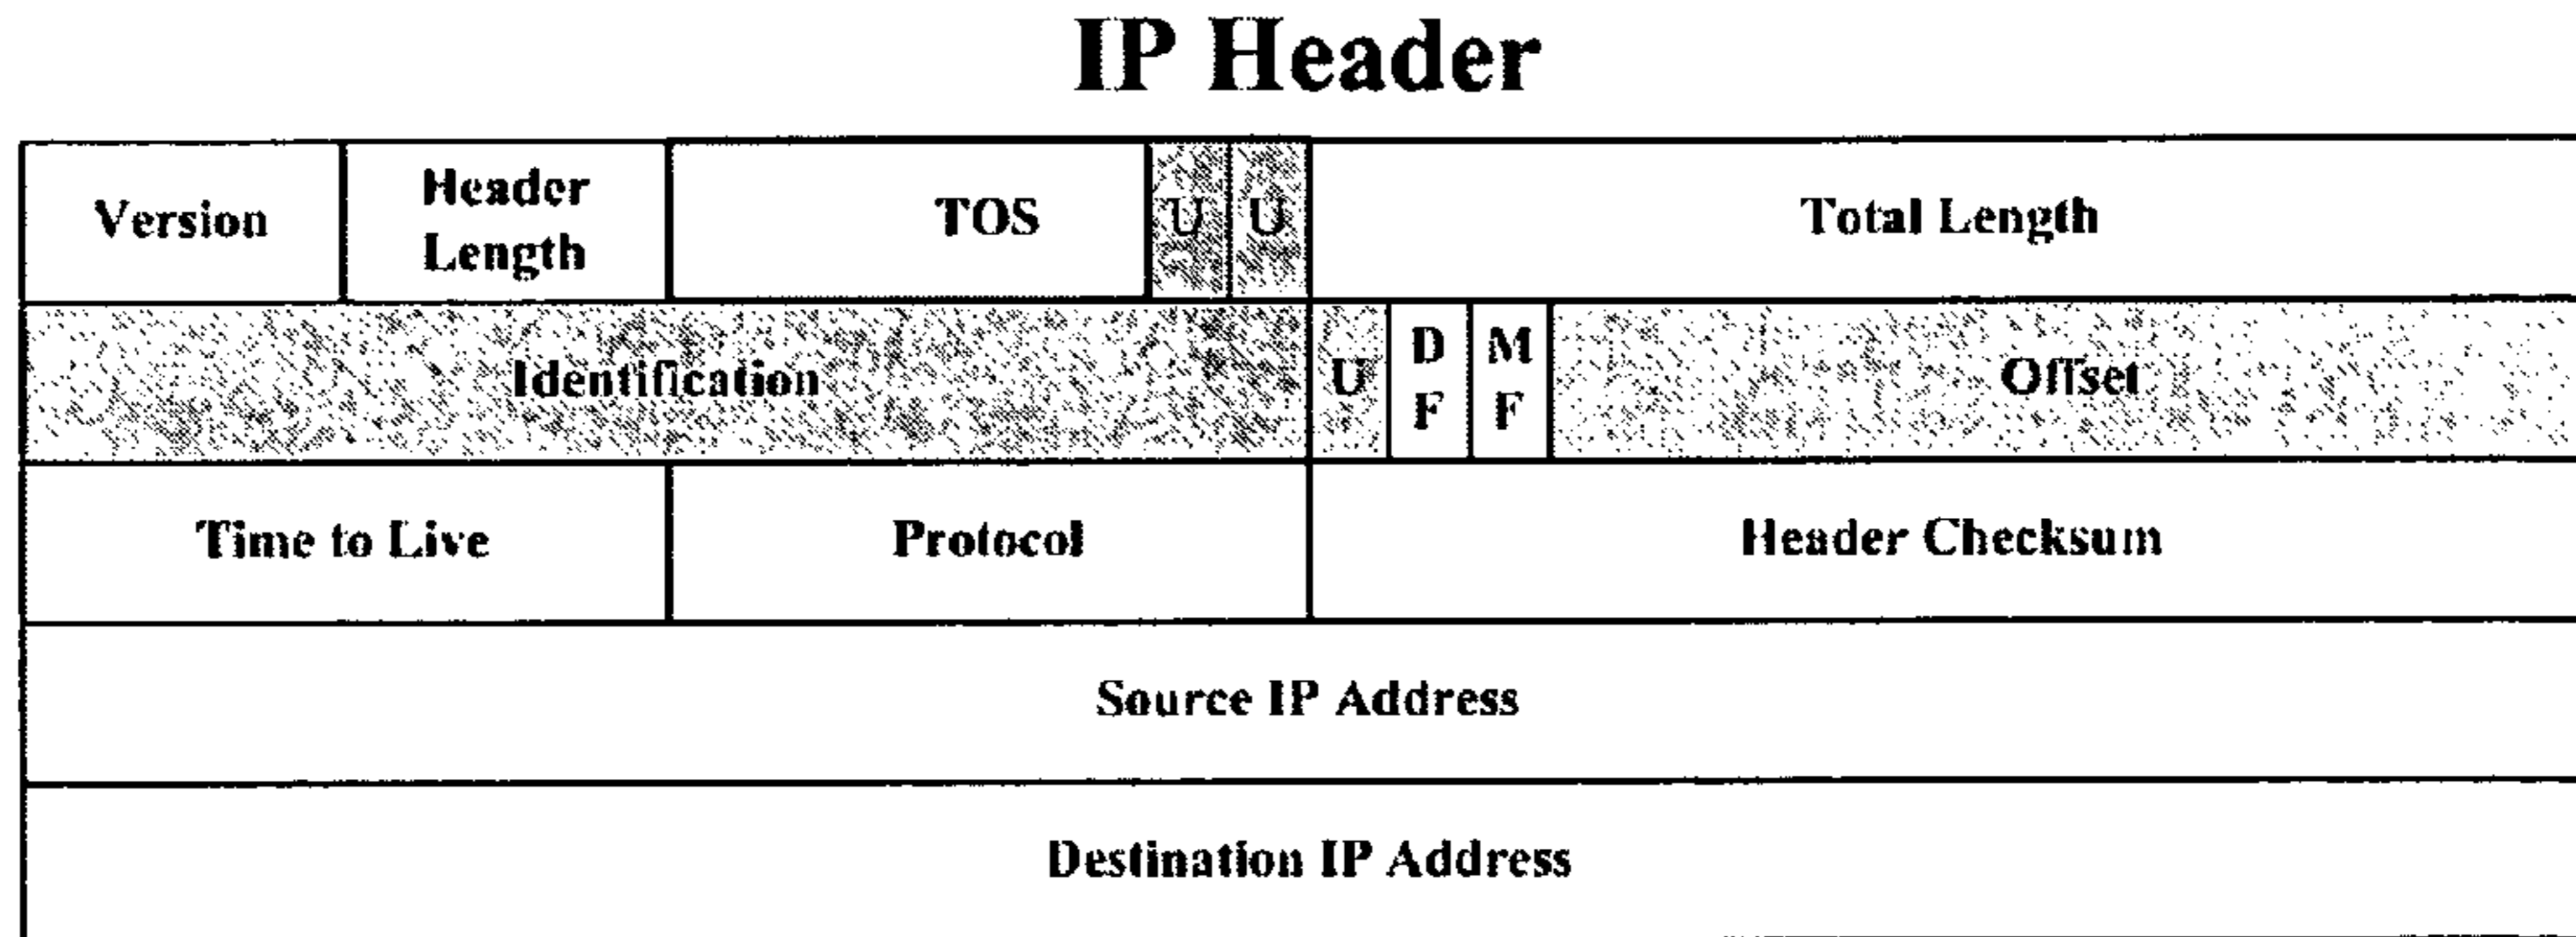 IP Header
Version
Header
Length
TOS
U
U
Total Length
Identification
U
D
F
M
F
Offset
Time to Live
Protocol
Header Checksum
Source IP Address
Destination IP Address